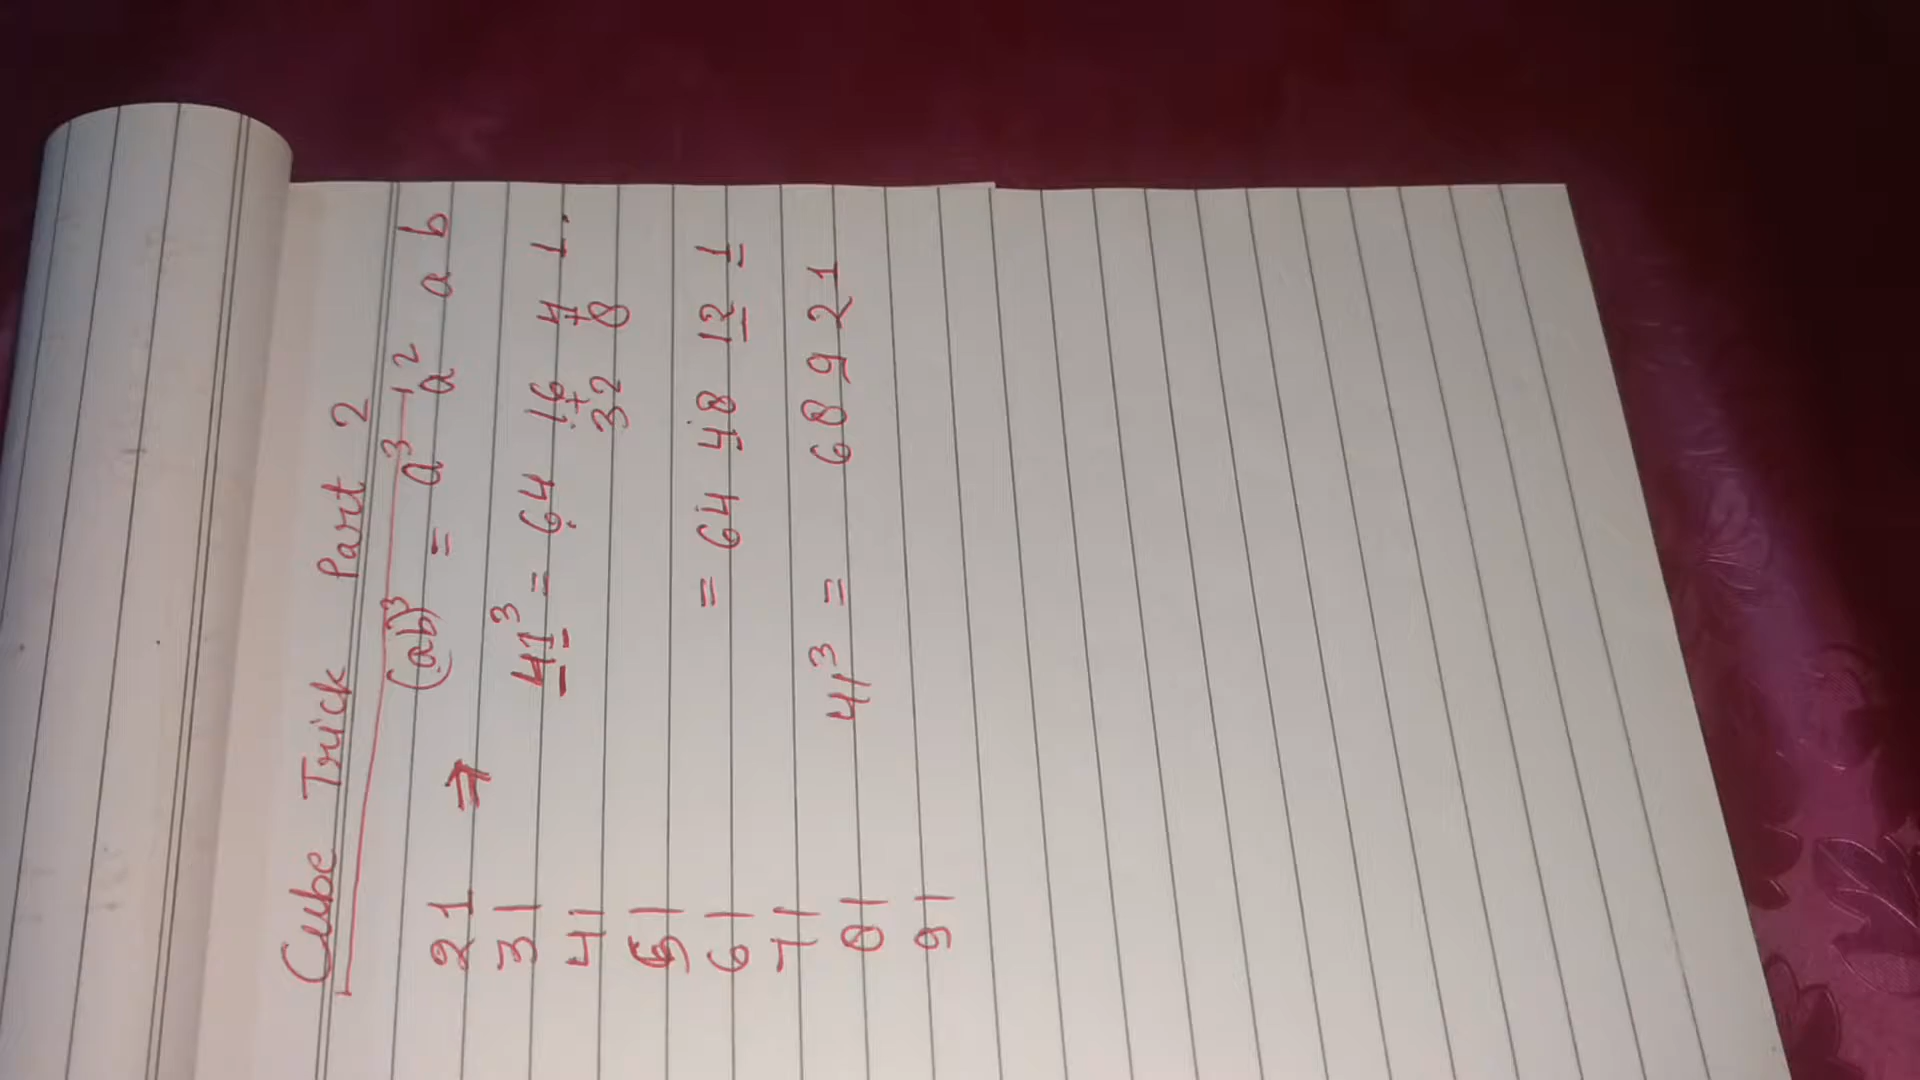 Cube Trick Part 2
(ab)³ = a³ a² a b
21 ⇒
31
41
51
61
71
81
91
41³ = 64 16 4 1.
+ +
32 8
= 64 48 12 1
41³ = 68921